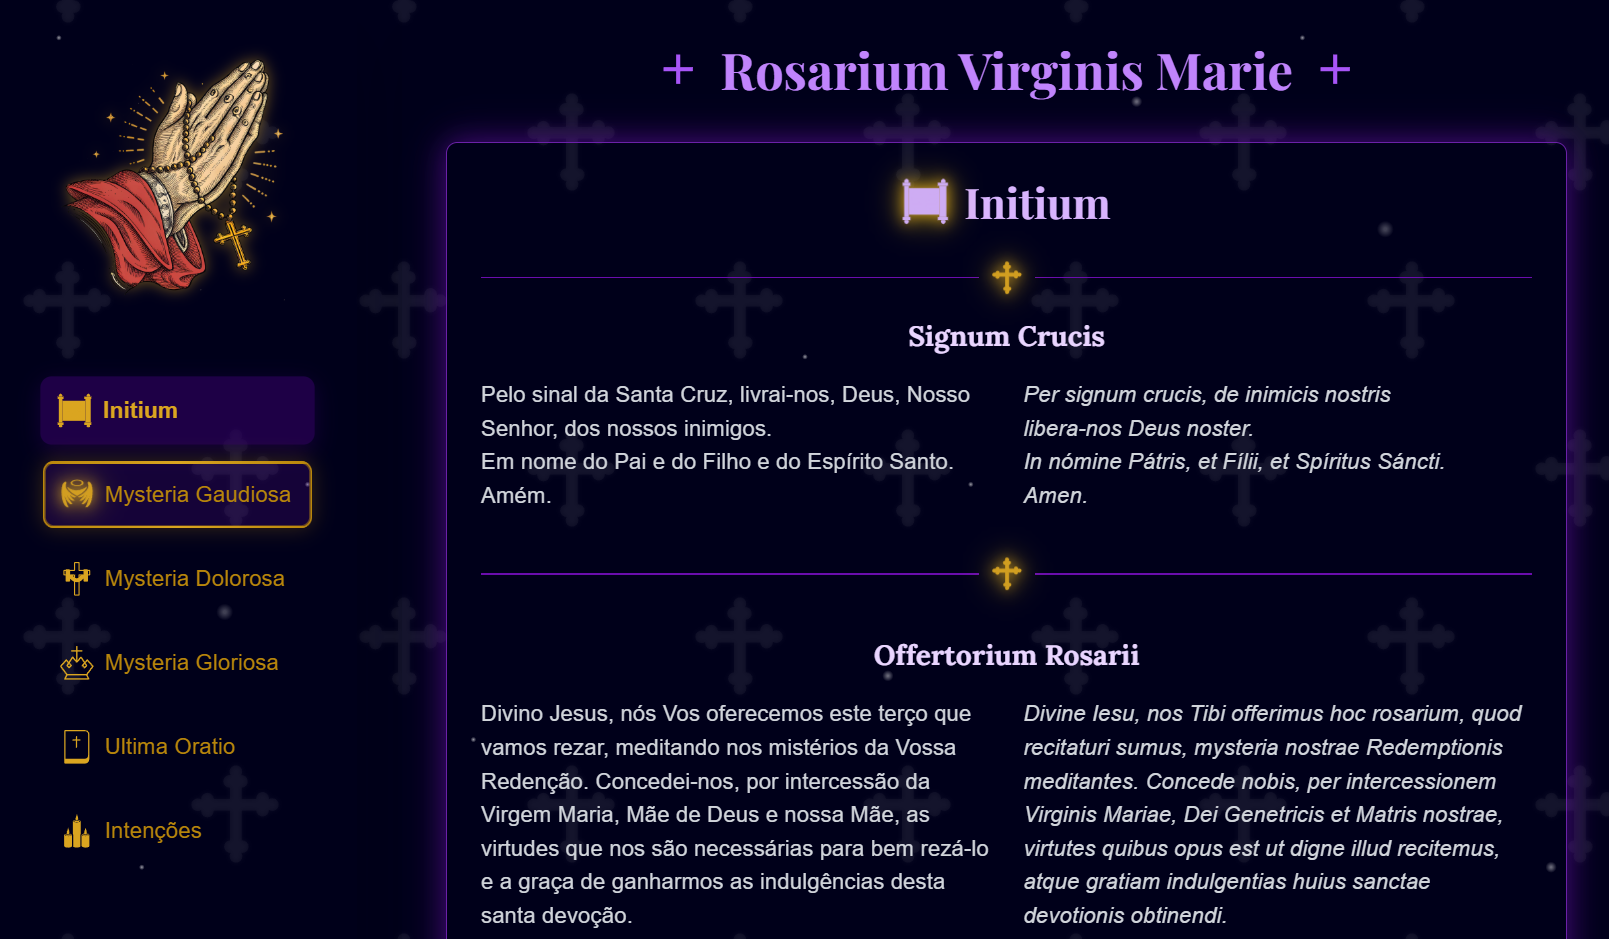 + Rosarium Virginis Marie +
Initium
Mysteria Gaudiosa
Mysteria Dolorosa
Mysteria Gloriosa
Ultima Oratio
Intenções
Initium
Signum Crucis
Pelo sinal da Santa Cruz, livrai-nos, Deus, Nosso
Senhor, dos nossos inimigos.
Em nome do Pai e do Filho e do Espírito Santo.
Amém.
Per signum crucis, de inimicis nostris
libera-nos Deus noster.
In nómine Pátris, et Fílii, et Spíritus Sáncti.
Amen.
Offertorium Rosarii
Divino Jesus, nós Vos oferecemos este terço que
vamos rezar, meditando nos mistérios da Vossa
Redenção. Concedei-nos, por intercessão da
Virgem Maria, Mãe de Deus e nossa Mãe, as
virtudes que nos são necessárias para bem rezá-lo
e a graça de ganharmos as indulgências desta
santa devoção.
Divine Iesu, nos Tibi offerimus hoc rosarium, quod
recitaturi sumus, mysteria nostrae Redemptionis
meditantes. Concede nobis, per intercessionem
Virginis Mariae, Dei Genetricis et Matris nostrae,
virtutes quibus opus est ut digne illud recitemus,
atque gratiam indulgentias huius sanctae
devotionis obtinendi.